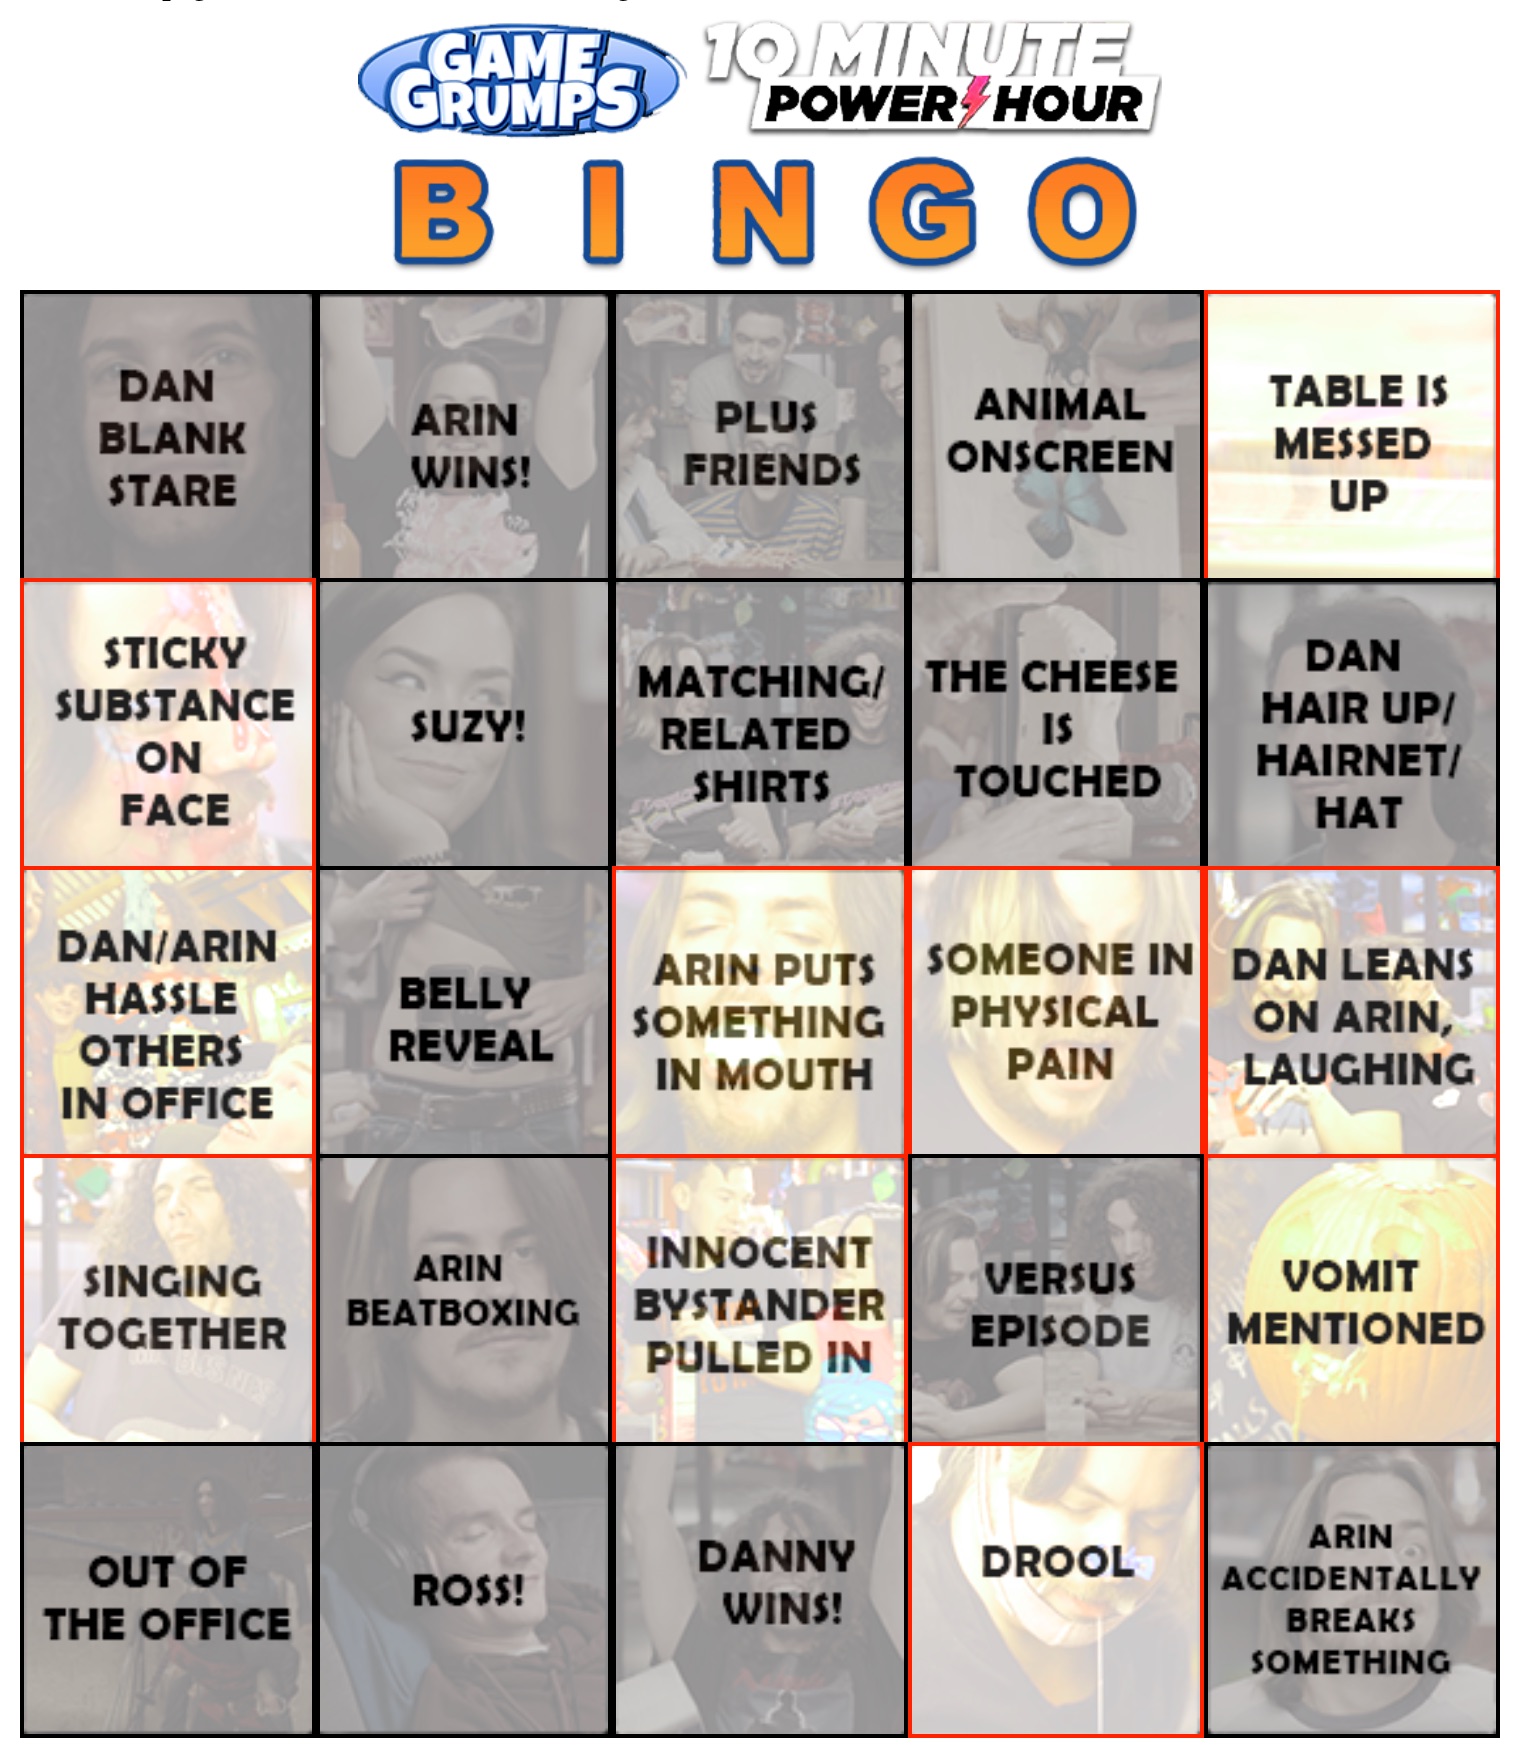 GAME
GRUMPS
10 MINUTE
POWER HOUR
B I N G O
DAN
BLANK
STARE
ARIN
WINS!
PLUS
FRIENDS
ANIMAL
ONSCREEN
TABLE IS
MESSED
UP
STICKY
SUBSTANCE
ON
FACE
SUZY!
MATCHING/
RELATED
SHIRTS
THE CHEESE
IS
TOUCHED
DAN
HAIR UP/
HAIRNET/
HAT
DAN/ARIN
HASSLE
OTHERS
IN OFFICE
BELLY
REVEAL
ARIN PUTS
SOMETHING
IN MOUTH
SOMEONE IN
PHYSICAL
PAIN
DAN LEANS
ON ARIN,
LAUGHING
SINGING
TOGETHER
ARIN
BEATBOXING
INNOCENT
BYSTANDER
PULLED IN
VERSUS
EPISODE
VOMIT
MENTIONED
OUT OF
THE OFFICE
ROSS!
DANNY
WINS!
DROOL
ARIN
ACCIDENTALLY
BREAKS
SOMETHING